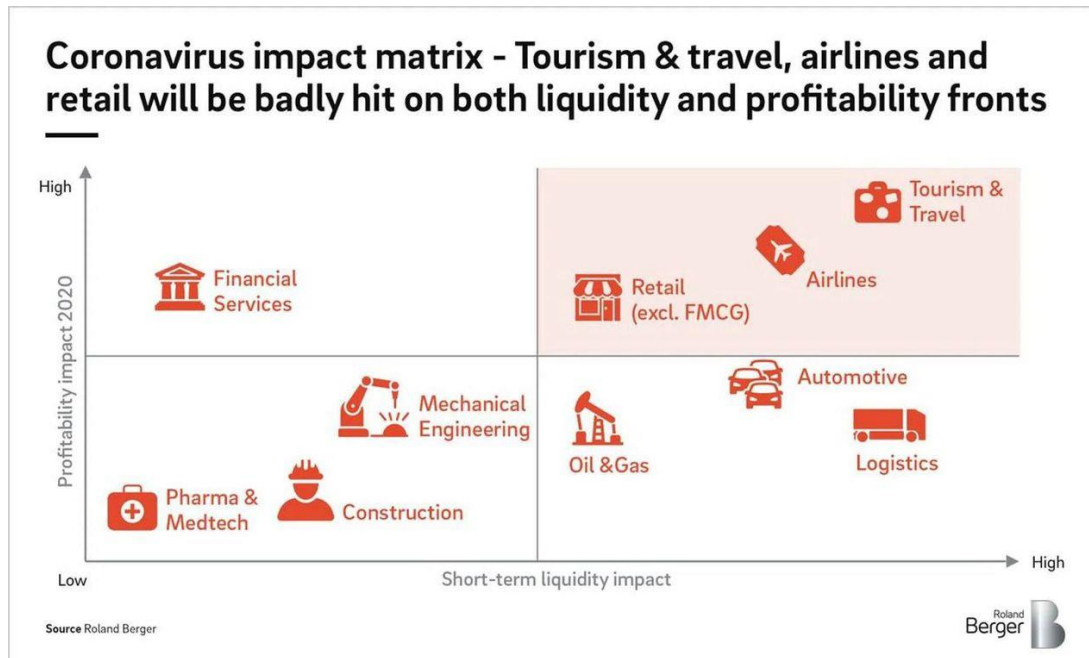 Coronavirus impact matrix - Tourism & travel, airlines and
retail will be badly hit on both liquidity and profitability fronts
High
Profitability impact 2020
Financial
Services
Tourism &
Travel
Airlines
Retail
(excl. FMCG)
Mechanical
Engineering
Automotive
Oil &Gas
Logistics
Pharma &
Medtech
Construction
Low
Short-term liquidity impact
High
Source Roland Berger
Roland
Berger
B